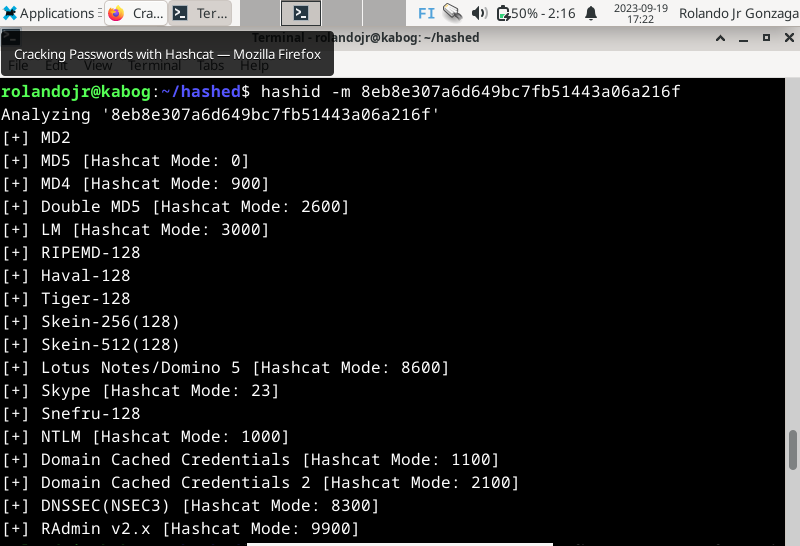 Applications
Cra...
Ter...
FI
50% - 2:16
2023-09-19
17:22
Rolando Jr Gonzaga
Terminal - rolandojr@kabog: ~/hashed
Cracking Passwords with Hashcat — Mozilla Firefox
File Edit View Terminal Tabs Help
rolandojr@kabog:~/hashed$ hashid -m 8eb8e307a6d649bc7fb51443a06a216f
Analyzing '8eb8e307a6d649bc7fb51443a06a216f'
[+] MD2
[+] MD5 [Hashcat Mode: 0]
[+] MD4 [Hashcat Mode: 900]
[+] Double MD5 [Hashcat Mode: 2600]
[+] LM [Hashcat Mode: 3000]
[+] RIPEMD-128
[+] Haval-128
[+] Tiger-128
[+] Skein-256(128)
[+] Skein-512(128)
[+] Lotus Notes/Domino 5 [Hashcat Mode: 8600]
[+] Skype [Hashcat Mode: 23]
[+] Snefru-128
[+] NTLM [Hashcat Mode: 1000]
[+] Domain Cached Credentials [Hashcat Mode: 1100]
[+] Domain Cached Credentials 2 [Hashcat Mode: 2100]
[+] DNSSEC(NSEC3) [Hashcat Mode: 8300]
[+] RAdmin v2.x [Hashcat Mode: 9900]